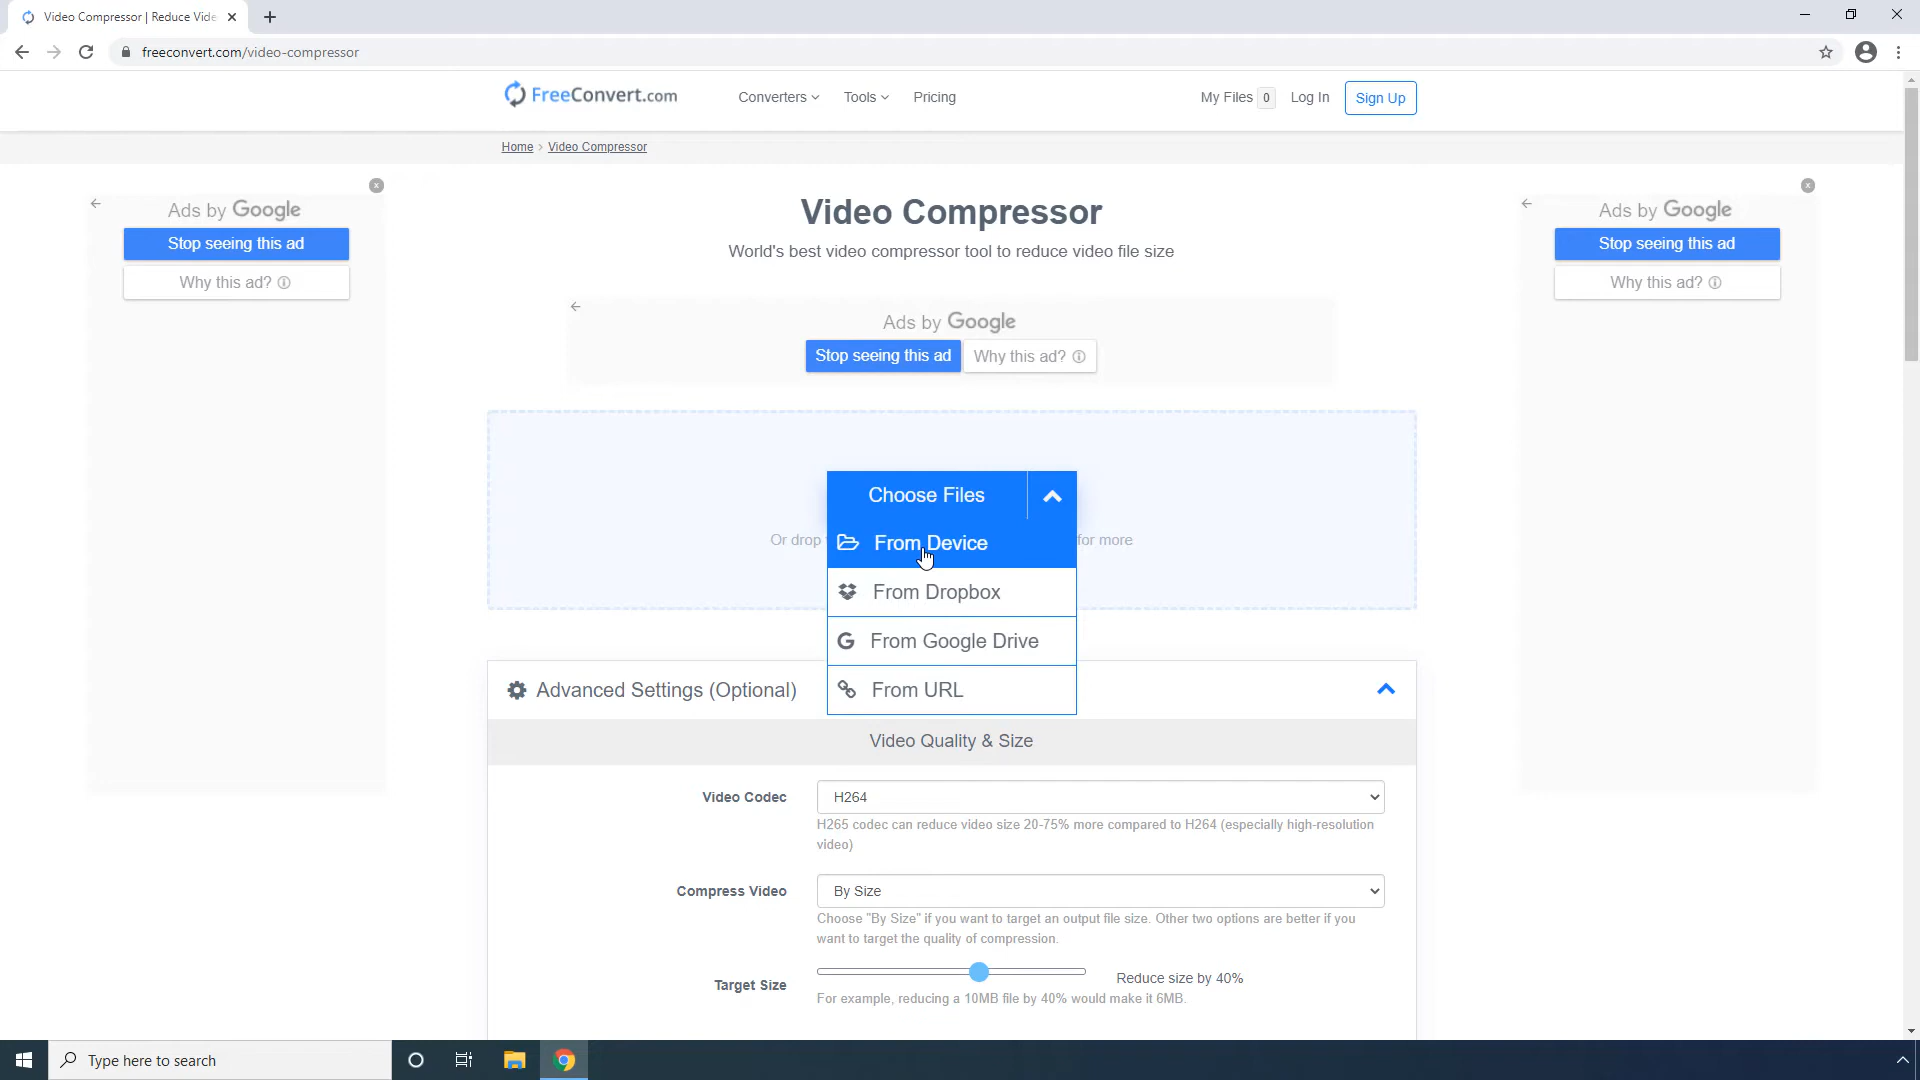 Video Compressor | Reduce Vide
freeconvert.com/video-compressor
FreeConvert.com
Converters
Tools
Pricing
My Files 0
Log In
Sign Up
Home > Video Compressor
Ads by Google
Stop seeing this ad
Why this ad?
Video Compressor
World's best video compressor tool to reduce video file size
Ads by Google
Stop seeing this ad
Why this ad?
Ads by Google
Stop seeing this ad
Why this ad?
Choose Files
Or drop
for more
From Device
From Dropbox
From Google Drive
From URL
Advanced Settings (Optional)
Video Quality & Size
Video Codec
H264
H265 codec can reduce video size 20-75% more compared to H264 (especially high-resolution
video)
Compress Video
By Size
Choose "By Size" if you want to target an output file size. Other two options are better if you
want to target the quality of compression.
Target Size
Reduce size by 40%
For example, reducing a 10MB file by 40% would make it 6MB.
Type here to search